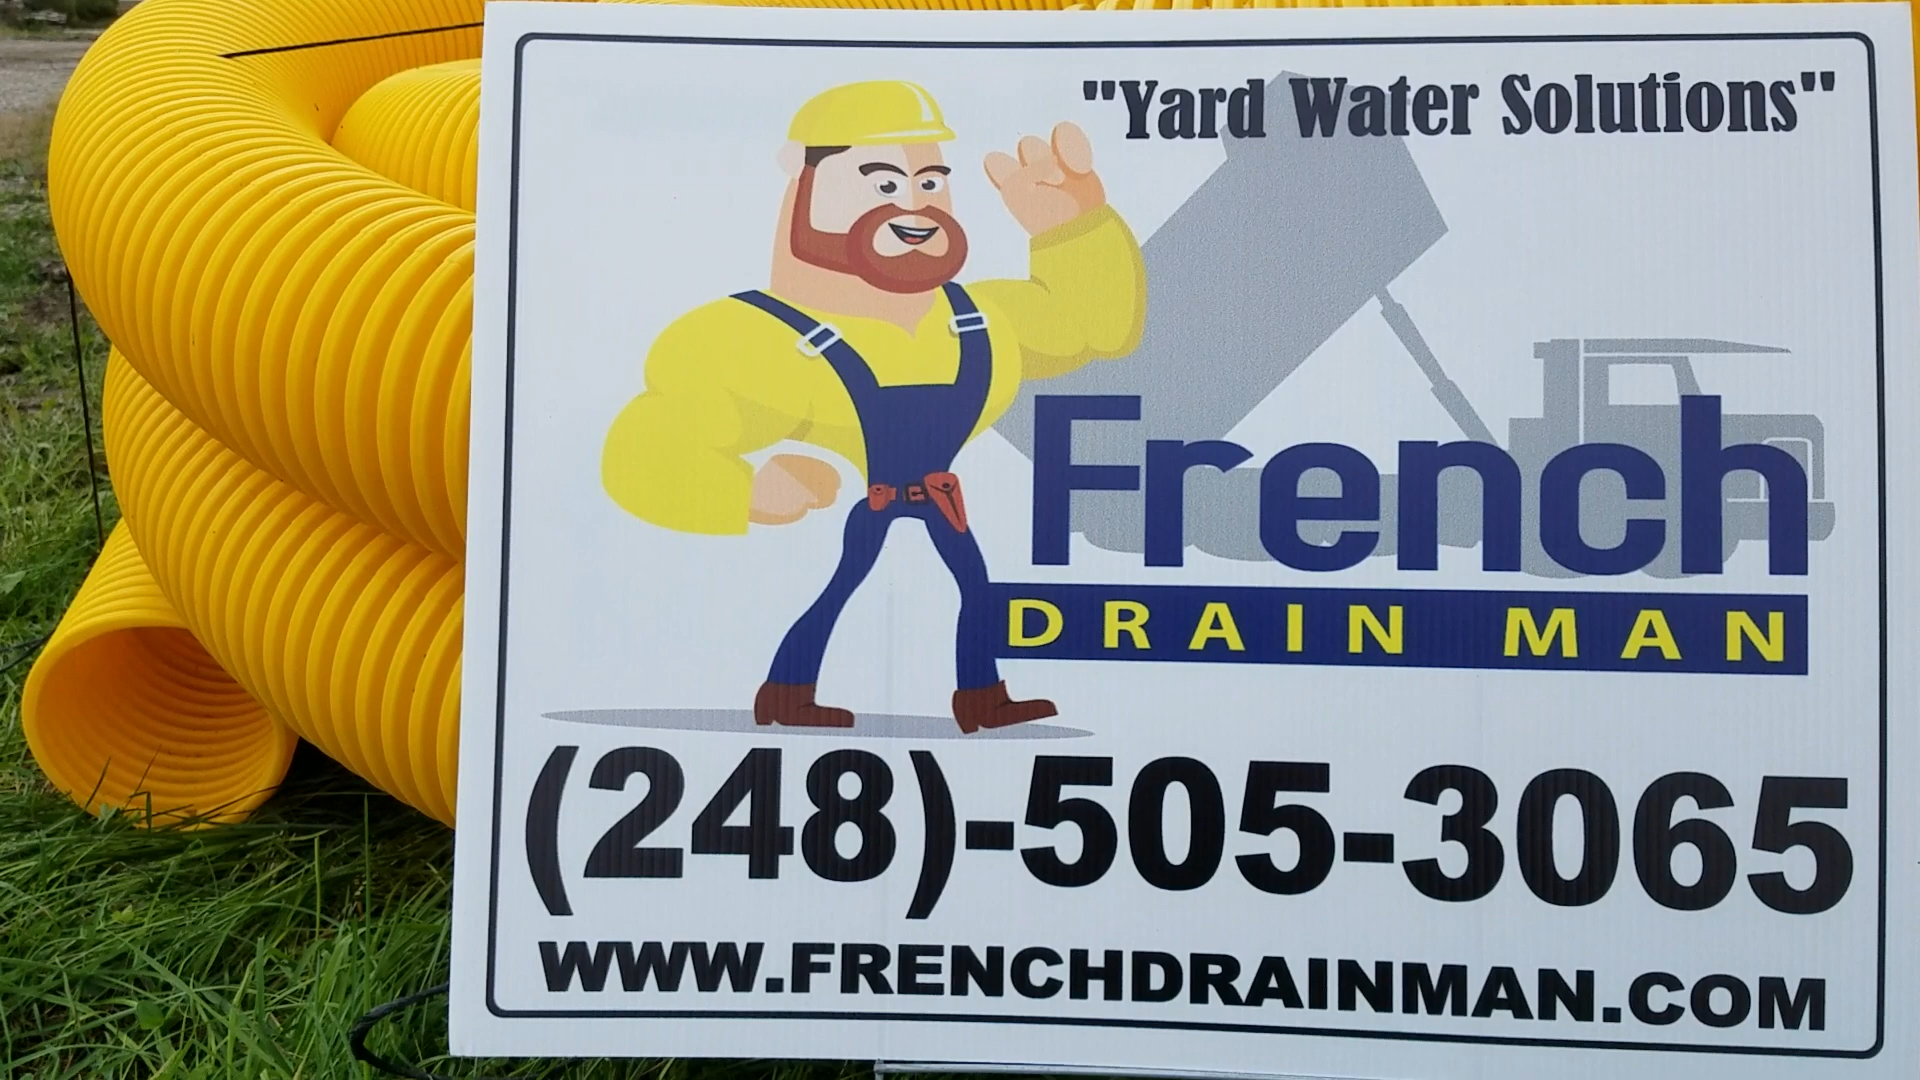 "Yard Water Solutions"
French
DRAIN MAN
(248)-505-3065
WWW.FRENCHDRAINMAN.COM